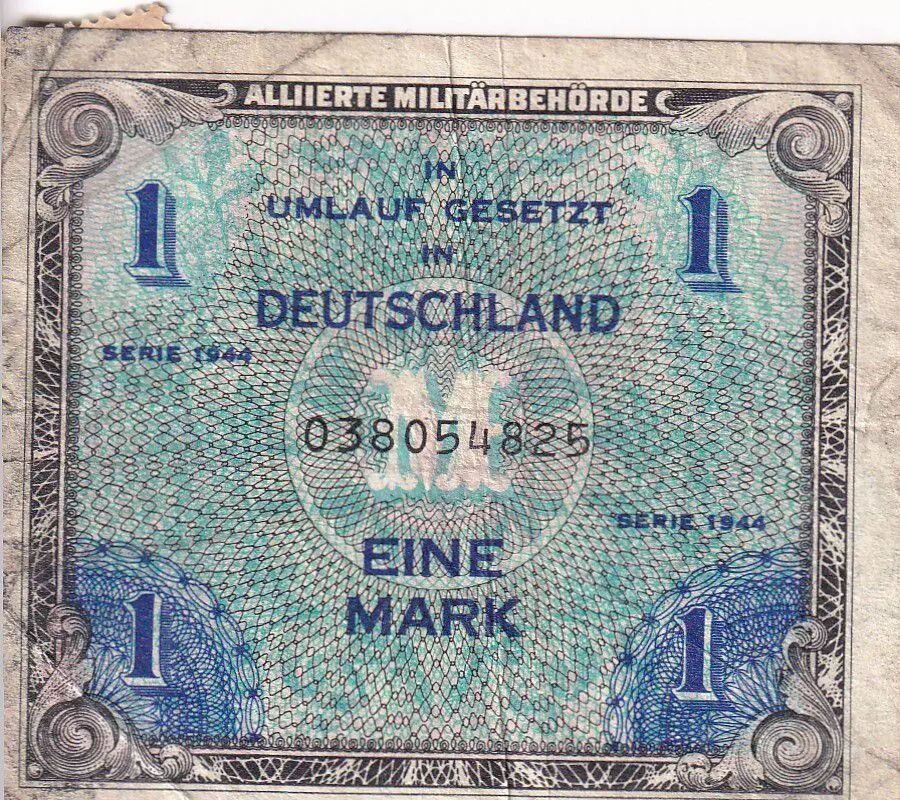 ALLIIERTE MILITÄRBEHÖRDE
IN
UMLAUF GESETZT
IN
1 1
DEUTSCHLAND
SERIE 1944
M
038054825
SERIE 1944
EINE
MARK
1 1